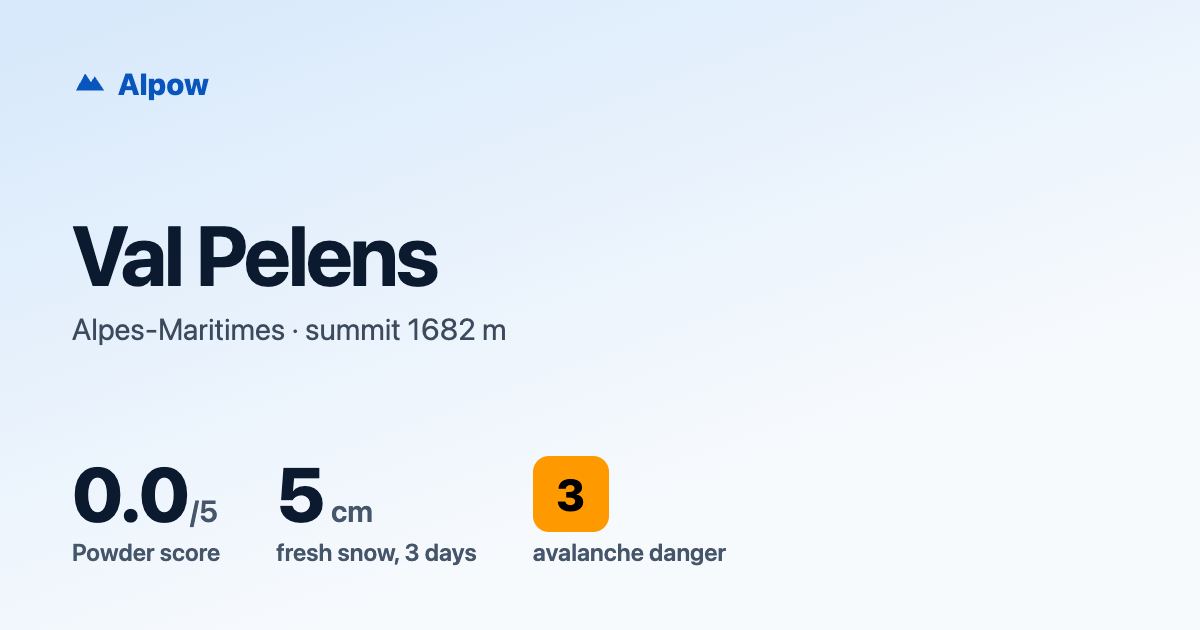 Alpow
Val Pelens
Alpes-Maritimes · summit 1682 m
0.0/5
Powder score
5 cm
fresh snow, 3 days
3
avalanche danger